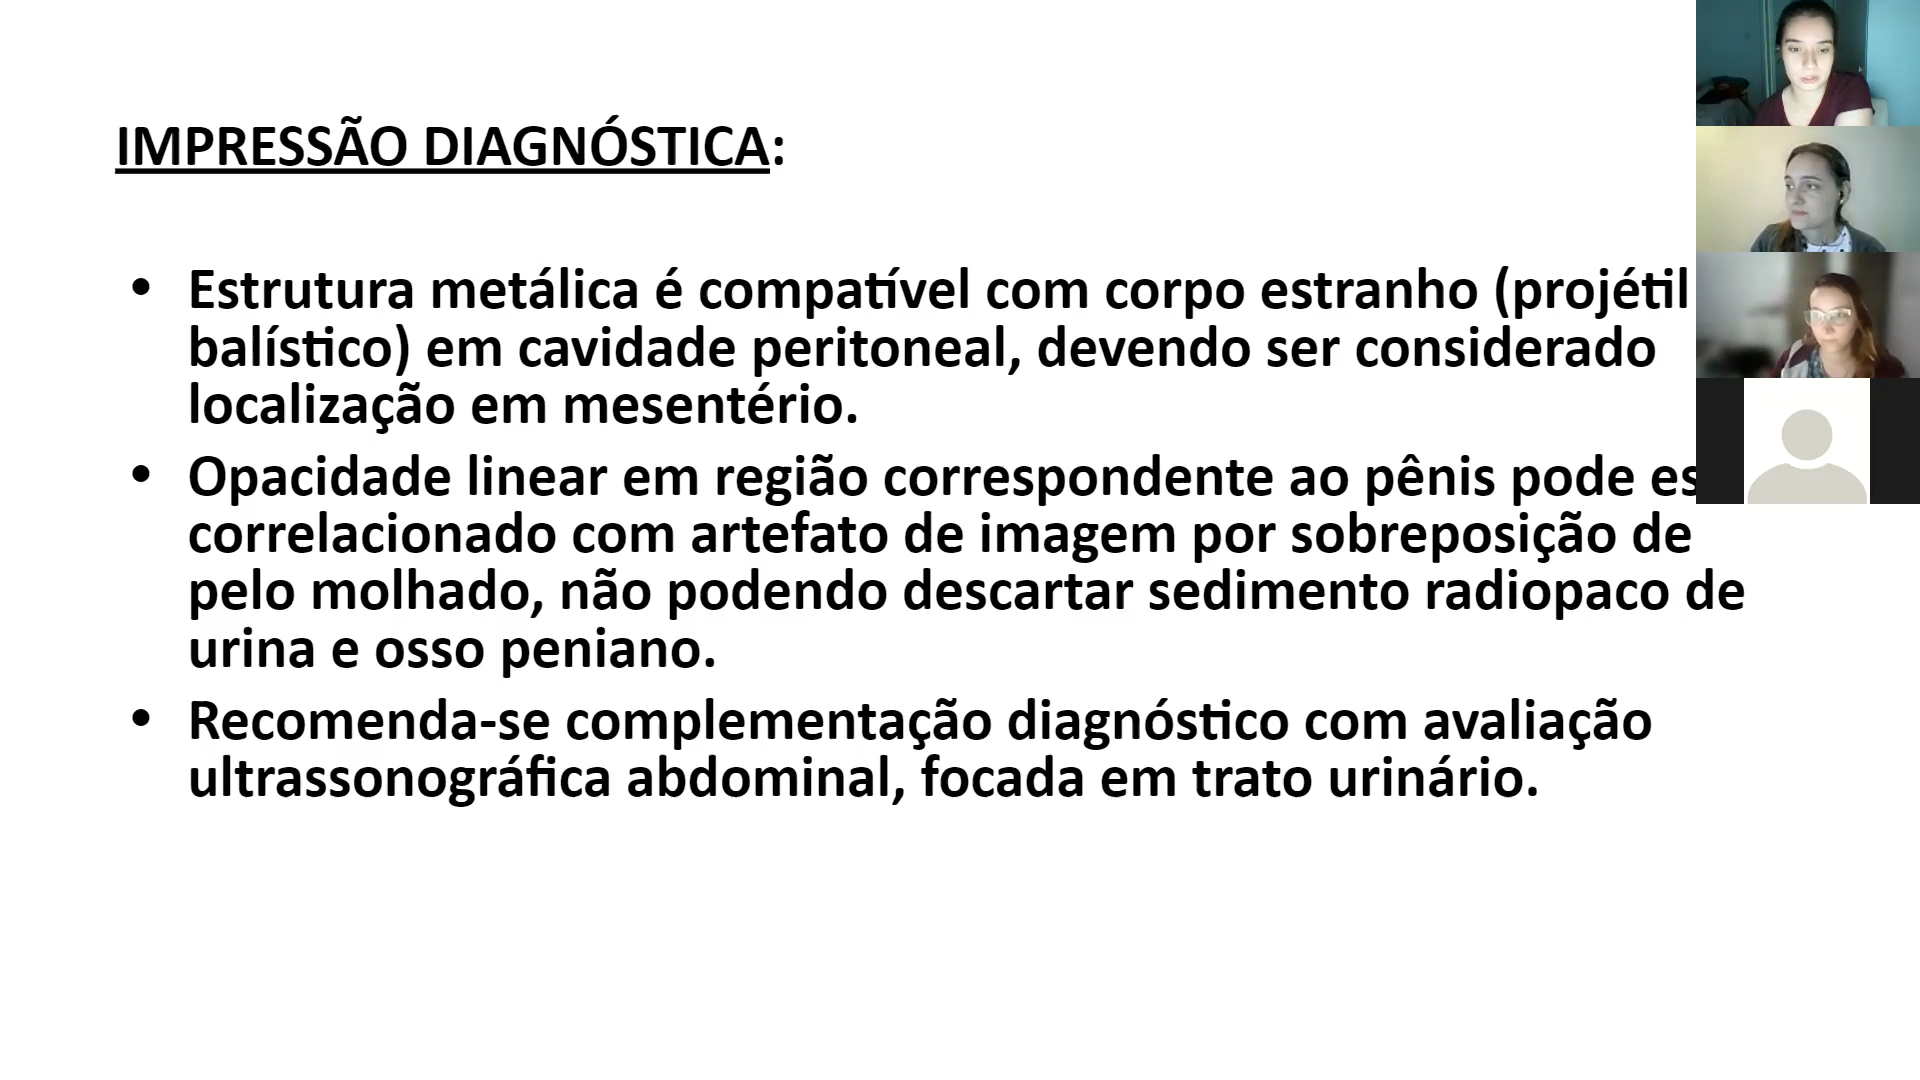 IMPRESSÃO DIAGNÓSTICA:
• Estrutura metálica é compatível com corpo estranho (projétil
balístico) em cavidade peritoneal, devendo ser considerado
localização em mesentério.
• Opacidade linear em região correspondente ao pênis pode
correlacionado com artefato de imagem por sobreposição de
pelo molhado, não podendo descartar sedimento radiopaco de
urina e osso peniano.
• Recomenda-se complementação diagnóstico com avaliação
ultrassonográfica abdominal, focada em trato urinário.